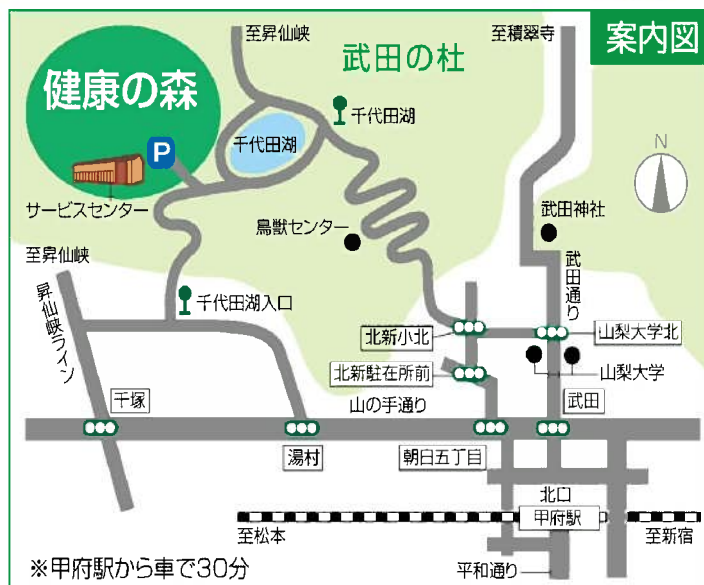 至昇仙峡
至積翠寺
案内図
武田の杜
健康の森
千代田湖
P
千代田湖
N
サービスセンター
鳥獣センター
武田神社
至昇仙峡
武田通り
昇仙峡ライン
千代田湖入口
北新小北
山梨大学北
北新駐在所前
山梨大学
千塚
山の手通り
武田
湯村
朝日五丁目
北口
甲府駅
至松本
至新宿
※甲府駅から車で30分
平和通り